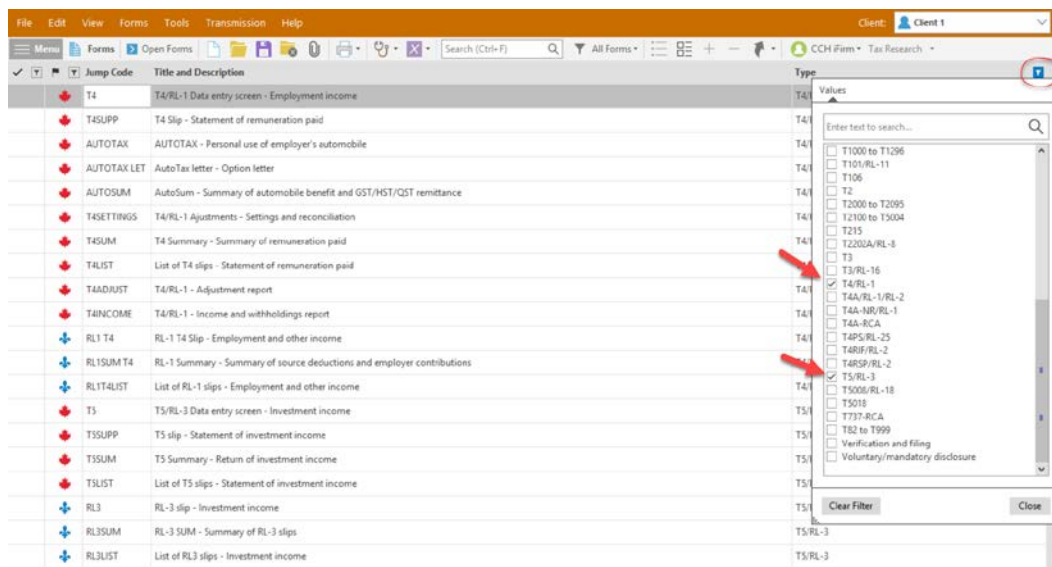 File Edit View Forms Tools Transmission Help Client: Client 1
Menu Forms Open Forms Search (Ctrl+F) All Forms CCH iFirm Tax Research
Jump Code Title and Description Type
T4 T4/RL-1 Data entry screen - Employment income
T4SUPP T4 Slip - Statement of remuneration paid
AUTOTAX AUTOTAX - Personal use of employer's automobile
AUTOTAX LET AutoTax letter - Option letter
AUTOSUM AutoSum - Summary of automobile benefit and GST/HST/QST remittance
T4SETTINGS T4/RL-1 Ajustments - Settings and reconciliation
T4SUM T4 Summary - Summary of remuneration paid
T4LIST List of T4 slips - Statement of remuneration paid
T4ADJUST T4/RL-1 - Adjustment report
T4INCOME T4/RL-1 - Income and withholdings report
RL1 T4 RL-1 T4 Slip - Employment and other income
RL1SUM T4 RL-1 Summary - Summary of source deductions and employer contributions
RL1T4LIST List of RL-1 slips - Employment and other income
T5 T5/RL-3 Data entry screen - Investment income
T5SUPP T5 slip - Statement of investment income
T5SUM T5 Summary - Return of investment income
T5LIST List of T5 slips - Statement of investment income
RL3 RL-3 slip - Investment income
RL3SUM RL-3 SUM - Summary of RL-3 slips T5/RL-3
RL3LIST List of RL3 slips - Investment income T5/RL-3
Values
Enter text to search...
T1000 to T1296
T101/RL-11
T106
T2
T2000 to T2095
T2100 to T5004
T215
T2202A/RL-8
T3
T3/RL-16
T4/RL-1
T4A/RL-1/RL-2
T4A-NR/RL-1
T4A-RCA
T4PS/RL-25
T4RIF/RL-2
T4RSP/RL-2
T5/RL-3
T5008/RL-18
T5018
T737-RCA
T82 to T999
Verification and filing
Voluntary/mandatory disclosure
Clear Filter Close